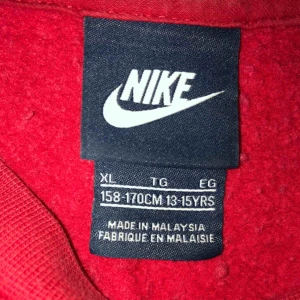 NIKE
XL TG EG
158-170CM 13-15YRS
MADE IN MALAYSIA
FABRIQUE EN MALAISIE